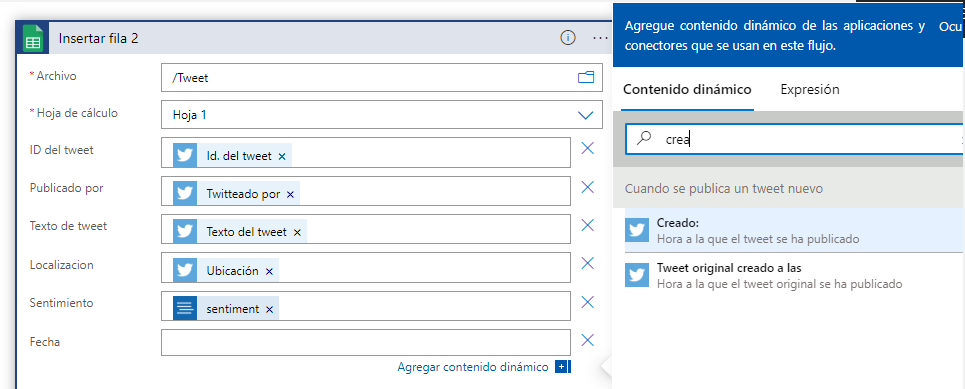 Insertar fila 2
* Archivo
/Tweet
* Hoja de cálculo
Hoja 1
ID del tweet
Id. del tweet ×
Publicado por
Twitteado por ×
Texto de tweet
Texto del tweet ×
Localizacion
Ubicación ×
Sentimiento
sentiment ×
Fecha
Agregar contenido dinámico
Agregue contenido dinámico de las aplicaciones y
conectores que se usan en este flujo.
Ocu
Contenido dinámico
Expresión
crea
Cuando se publica un tweet nuevo
Creado:
Hora a la que el tweet se ha publicado
Tweet original creado a las
Hora a la que el tweet original se ha publicado